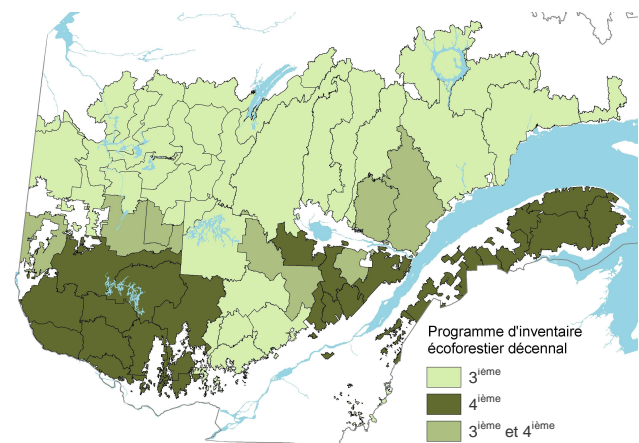 Programme d'inventaire
écoforestier décennal
3ième
4ième
3ième et 4ième